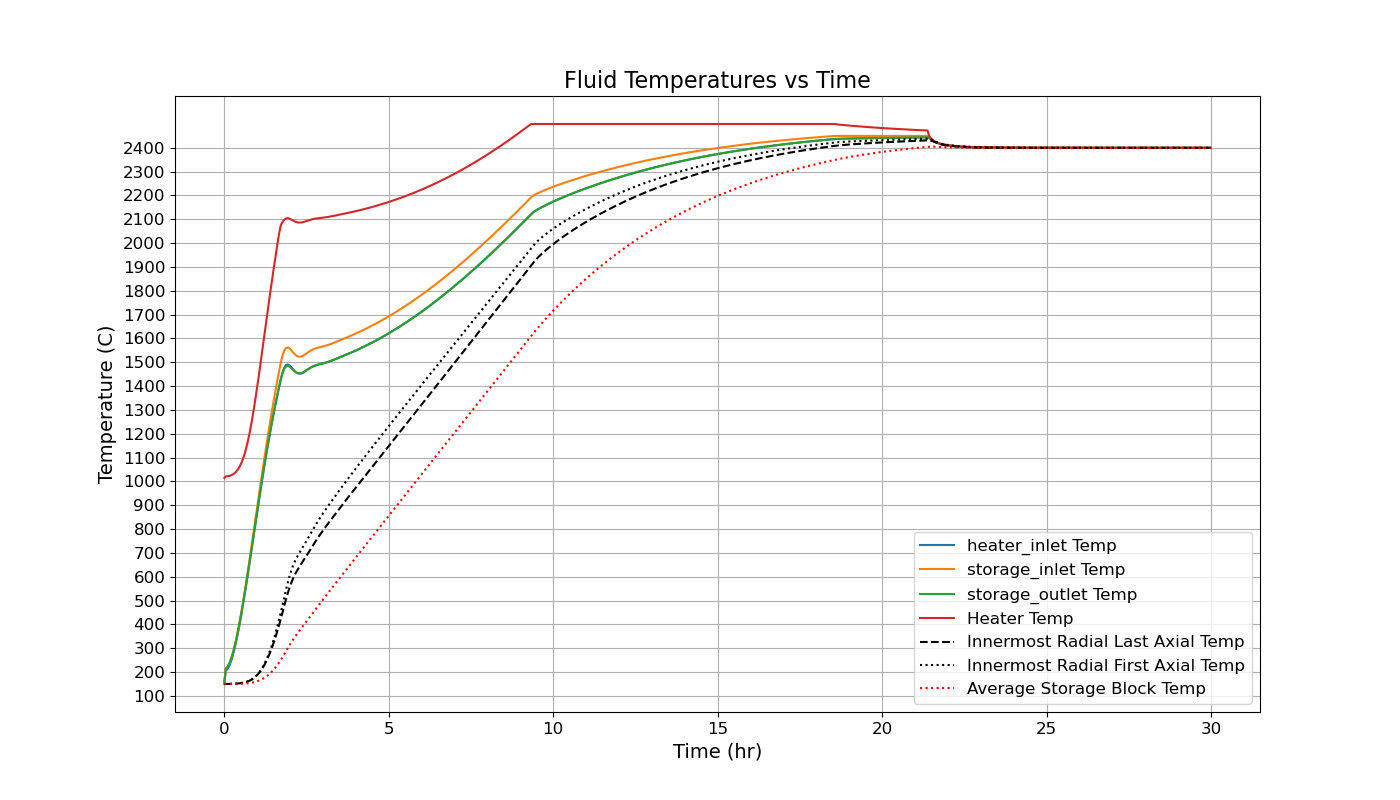 Fluid Temperatures vs Time
Temperature (C)
2400
2300
2200
2100
2000
1900
1800
1700
1600
1500
1400
1300
1200
1100
1000
900
800
700
600
500
400
300
200
100
heater_inlet Temp
storage_inlet Temp
storage_outlet Temp
Heater Temp
Innermost Radial Last Axial Temp
Innermost Radial First Axial Temp
Average Storage Block Temp
0 5 10 15 20 25 30
Time (hr)